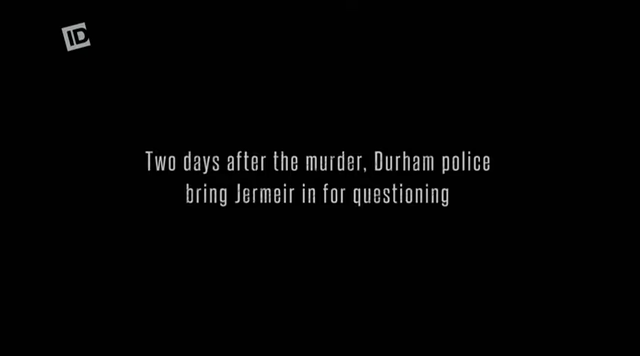 ID
Two days after the murder, Durham police
bring Jermeir in for questioning